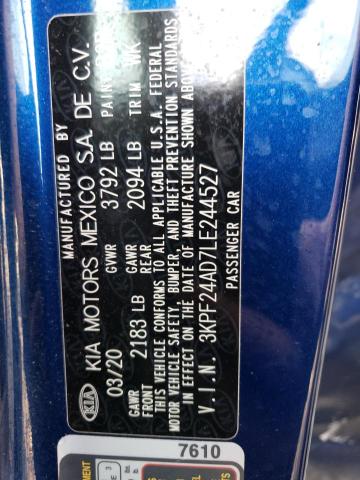 MANUFACTURED BY
KIA MOTORS MEXICO S.A. DE C.V.
KIA
03/20 GVWR 3792 LB PAINT
GAWR FRONT 2183 LB GAWR REAR 2094 LB TRIM WK
THIS VEHICLE CONFORMS TO ALL APPLICABLE U.S.A. FEDERAL
MOTOR VEHICLE SAFETY, BUMPER, AND THEFT PREVENTION STANDARDS
IN EFFECT ON THE DATE OF MANUFACTURE SHOWN ABOVE
V.I.N. 3KPF24AD7LE244527
PASSENGER CAR
7610